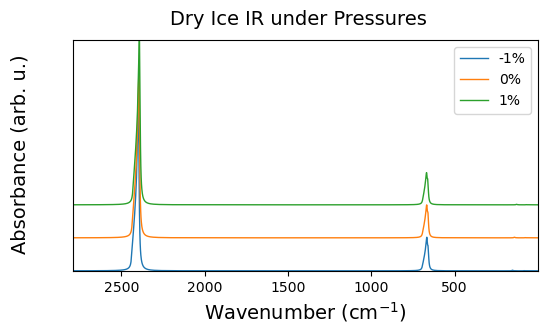 Dry Ice IR under Pressures
Absorbance (arb. u.)
-1%
0%
1%
2500 2000 1500 1000 500
Wavenumber (cm⁻¹)